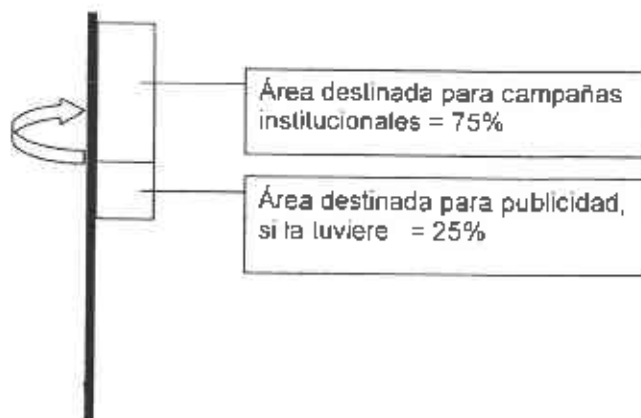 Área destinada para campañas
institucionales = 75%
Área destinada para publicidad,
si la tuviere = 25%